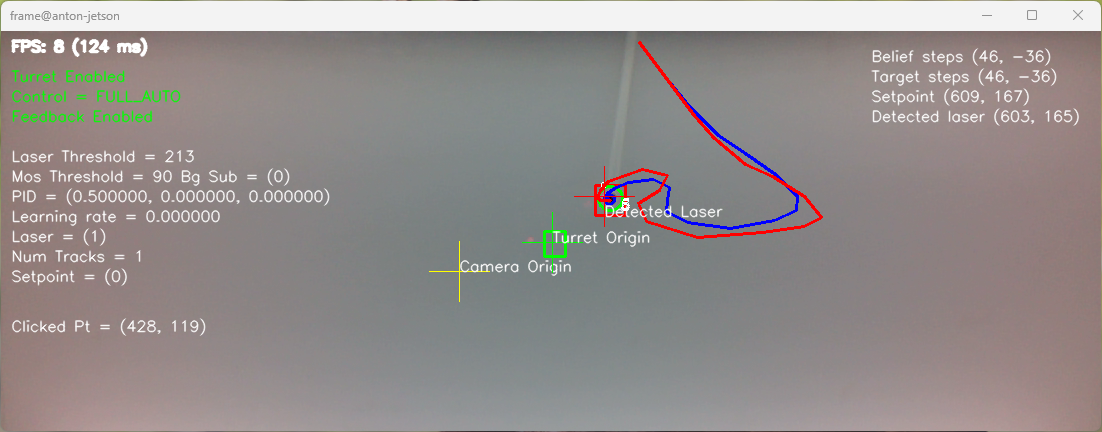 frame@anton-jetson
FPS: 8 (124 ms)
Turret Enabled
Control = FULL_AUTO
Feedback Enabled
Laser Threshold = 213
Mos Threshold = 90 Bg Sub = (0)
PID = (0.500000, 0.000000, 0.000000)
Learning rate = 0.000000
Laser = (1)
Num Tracks = 1
Setpoint = (0)
Clicked Pt = (428, 119)
Belief steps (46, -36)
Target steps (46, -36)
Setpoint (609, 167)
Detected laser (603, 165)
Detected Laser
Turret Origin
Camera Origin